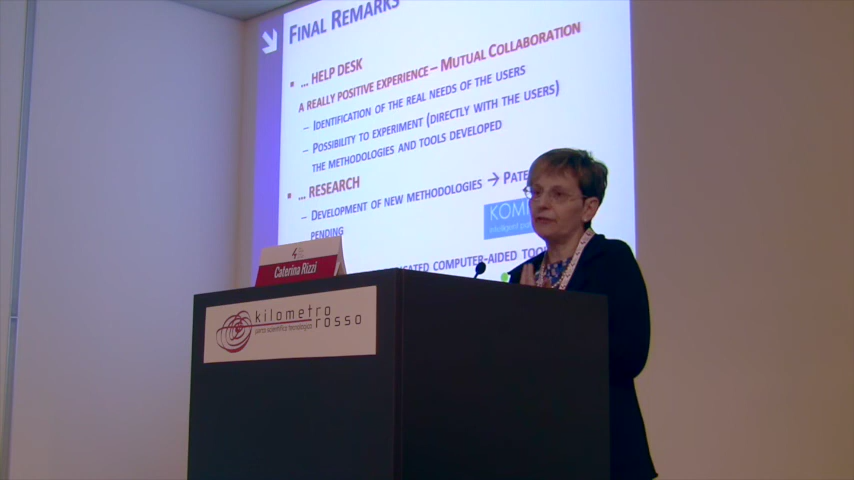 FINAL REMARKS
... HELP DESK
A REALLY POSITIVE EXPERIENCE – MUTUAL COLLABORATION
– IDENTIFICATION OF THE REAL NEEDS OF THE USERS
– POSSIBILITY TO EXPERIMENT (DIRECTLY WITH THE USERS)
THE METHODOLOGIES AND TOOLS DEVELOPED
... RESEARCH
– DEVELOPMENT OF NEW METHODOLOGIES →
PENDING
COMPUTER-AIDED
Caterina Rizzi
kilometro
rosso
parco scientifico tecnologico